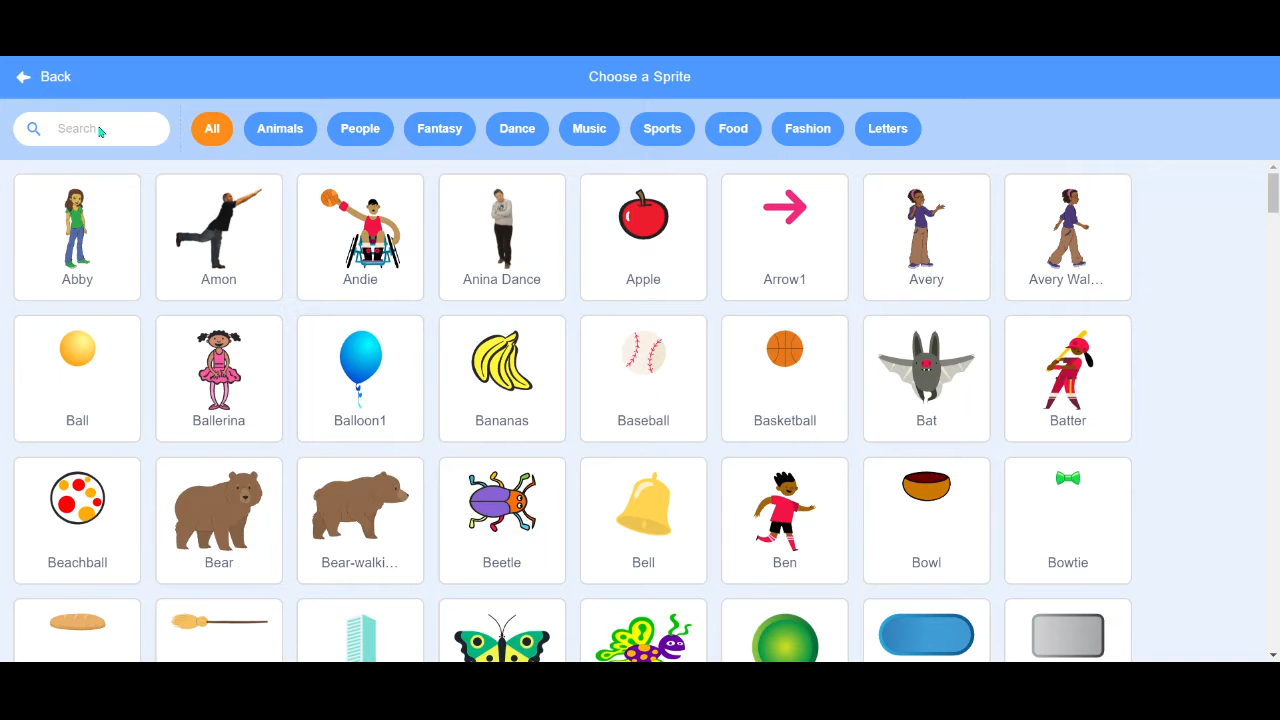 Back
Choose a Sprite
Search
All
Animals
People
Fantasy
Dance
Music
Sports
Food
Fashion
Letters
Abby
Amon
Andie
Anina Dance
Apple
Arrow1
Avery
Avery Wal...
Ball
Ballerina
Balloon1
Bananas
Baseball
Basketball
Bat
Batter
Beachball
Bear
Bear-walki...
Beetle
Bell
Ben
Bowl
Bowtie